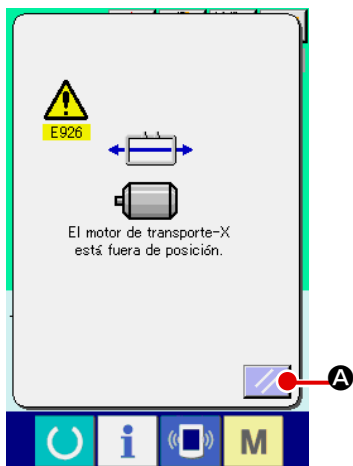 E926
El motor de transporte-X
está fuera de posición.
A
i
M